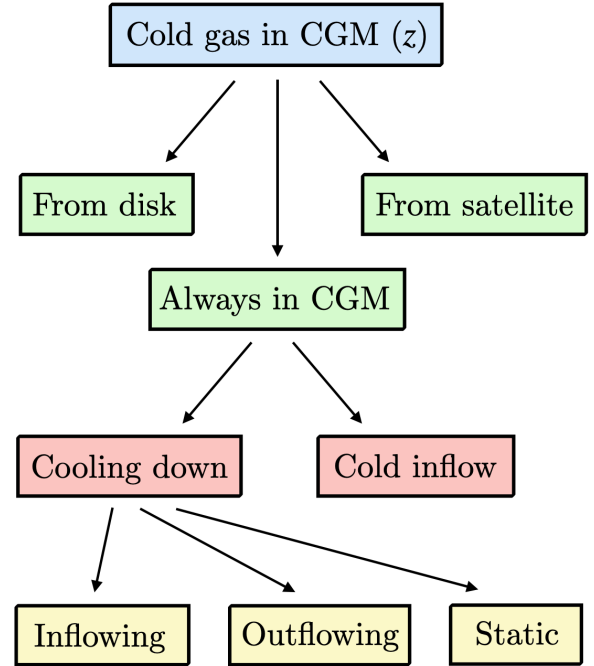 Cold gas in CGM (z)
From disk
From satellite
Always in CGM
Cooling down
Cold inflow
Inflowing
Outflowing
Static